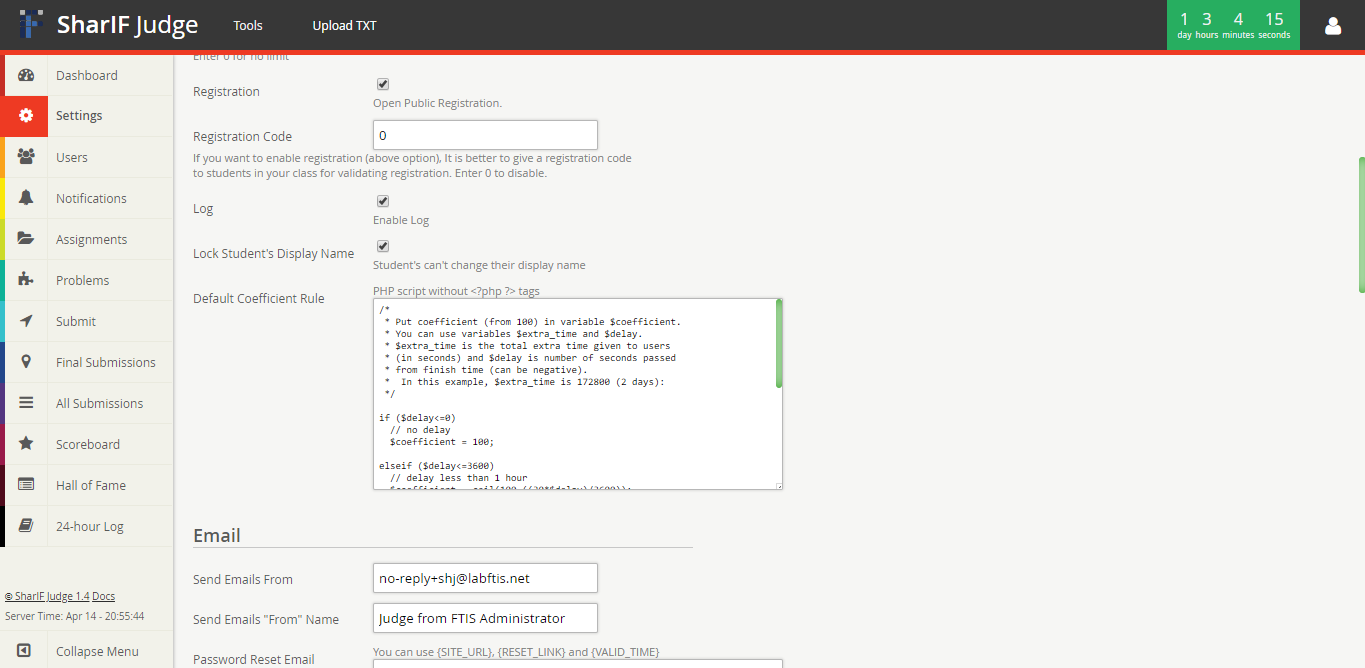 SharIF Judge
Tools
Upload TXT
1 3 4 15
day hours minutes seconds
Dashboard
Settings
Users
Notifications
Assignments
Problems
Submit
Final Submissions
All Submissions
Scoreboard
Hall of Fame
24-hour Log
© SharIF Judge 1.4 Docs
Server Time: Apr 14 - 20:55:44
Collapse Menu
Enter 0 for no limit
Registration
Open Public Registration.
Registration Code
0
If you want to enable registration (above option), It is better to give a registration code
to students in your class for validating registration. Enter 0 to disable.
Log
Enable Log
Lock Student's Display Name
Student's can't change their display name
Default Coefficient Rule
PHP script without <?php ?> tags
/*
* Put coefficient (from 100) in variable $coefficient.
* You can use variables $extra_time and $delay.
* $extra_time is the total extra time given to users
* (in seconds) and $delay is number of seconds passed
* from finish time (can be negative).
*  In this example, $extra_time is 172800 (2 days):
*/
if ($delay<=0)
// no delay
$coefficient = 100;
elseif ($delay<=3600)
// delay less than 1 hour
$coefficient = ceil(100-((30*$delay)/3600));
Email
Send Emails From
no-reply+shj@labftis.net
Send Emails "From" Name
Judge from FTIS Administrator
Password Reset Email
You can use {SITE_URL}, {RESET_LINK} and {VALID_TIME}